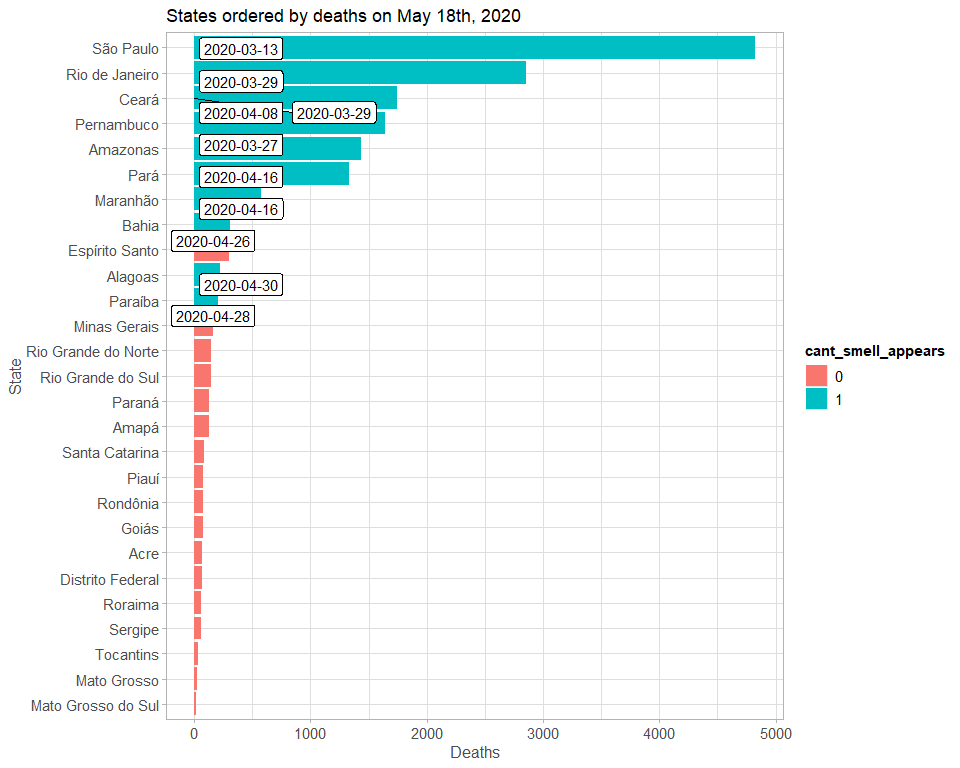 States ordered by deaths on May 18th, 2020
State
São Paulo
Rio de Janeiro
Ceará
Pernambuco
Amazonas
Pará
Maranhão
Bahia
Espírito Santo
Alagoas
Paraíba
Minas Gerais
Rio Grande do Norte
Rio Grande do Sul
Paraná
Amapá
Santa Catarina
Piauí
Rondônia
Goiás
Acre
Distrito Federal
Roraima
Sergipe
Tocantins
Mato Grosso
Mato Grosso do Sul
2020-03-13
2020-03-29
2020-04-08
2020-03-29
2020-03-27
2020-04-16
2020-04-16
2020-04-26
2020-04-30
2020-04-28
0
1000
2000
3000
4000
5000
Deaths
cant_smell_appears
0
1